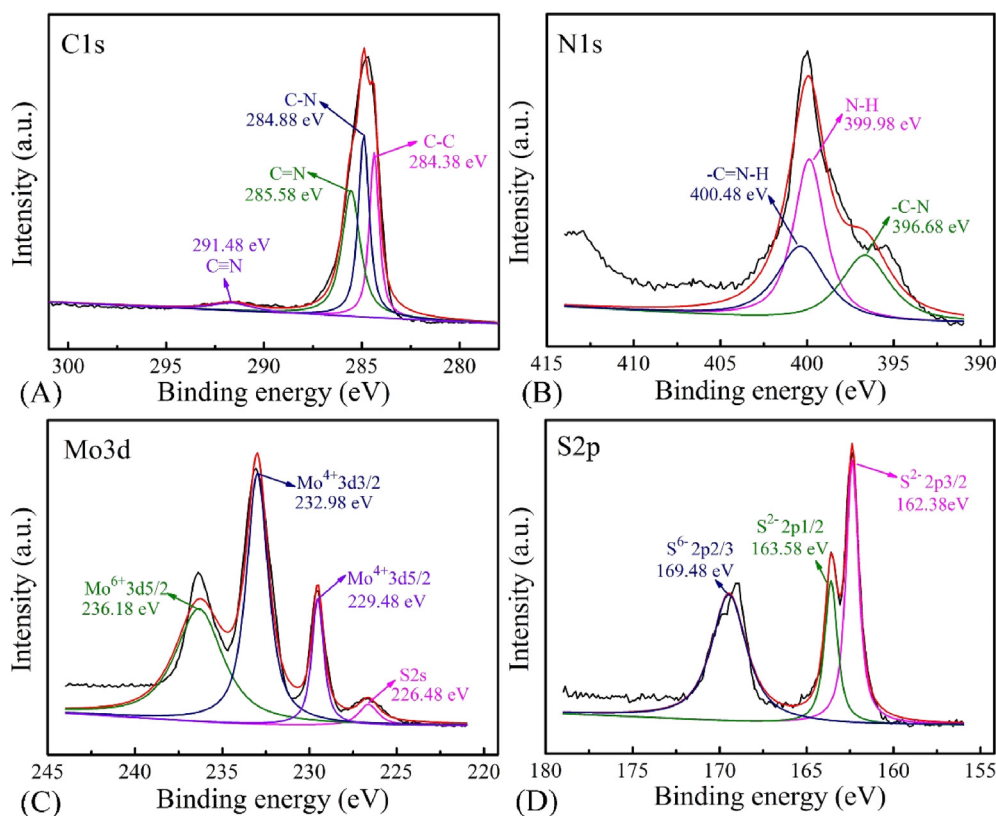 C1s
C-N
284.88 eV
C-C
284.38 eV
C=N
285.58 eV
291.48 eV
C≡N
Intensity (a.u.)
300 295 290 285 280
Binding energy (eV)
(A)
N1s
N-H
399.98 eV
-C=N-H
400.48 eV
-C-N
396.68 eV
Intensity (a.u.)
415 410 405 400 395 390
Binding energy (eV)
(B)
Mo3d
Mo⁴⁺3d3/2
232.98 eV
Mo⁶⁺3d5/2
236.18 eV
Mo⁴⁺3d5/2
229.48 eV
S2s
226.48 eV
Intensity (a.u.)
245 240 235 230 225 220
Binding energy (eV)
(C)
S2p
S²⁻ 2p3/2
162.38eV
S²⁻ 2p1/2
163.58 eV
S⁶⁻ 2p2/3
169.48 eV
Intensity (a.u.)
180 175 170 165 160 155
Binding energy (eV)
(D)